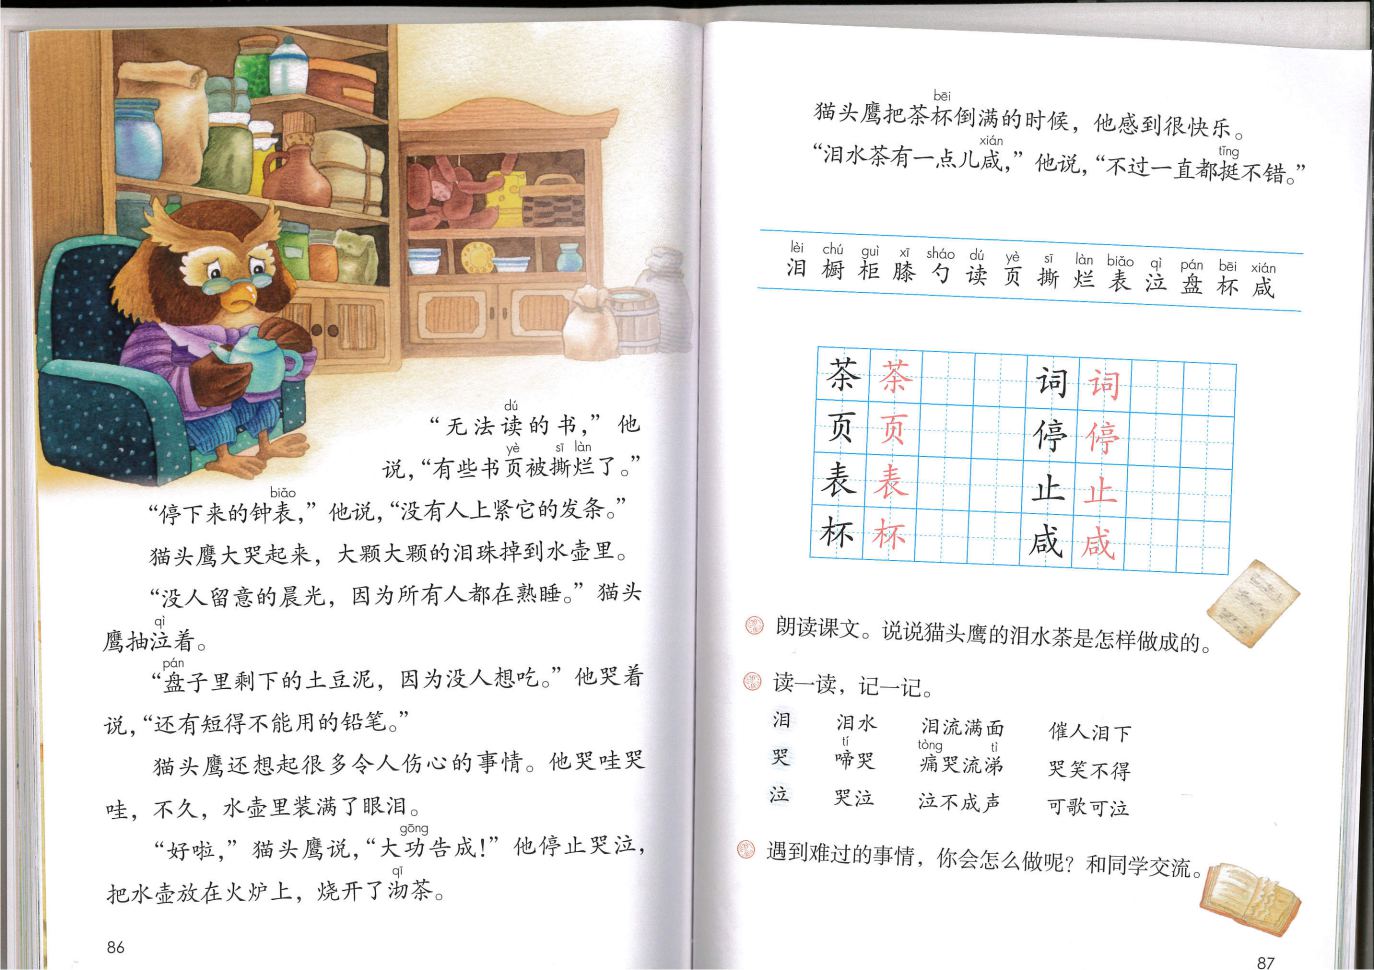 dú
“无法读的书，”他
yè sī làn
说，“有些书页被撕烂了。”
biǎo
“停下来的钟表，”他说，“没有人上紧它的发条。”
猫头鹰大哭起来，大颗大颗的泪珠掉到水壶里。
“没人留意的晨光，因为所有人都在熟睡。”猫头
qì
鹰抽泣着。
pán
“盘子里剩下的土豆泥，因为没人想吃。”他哭着
说，“还有短得不能用的铅笔。”
猫头鹰还想起很多令人伤心的事情。他哭哇哭
哇，不久，水壶里装满了眼泪。
gōng
“好啦，”猫头鹰说，“大功告成！”他停止哭泣，
qī
把水壶放在火炉上，烧开了沏茶。
86
bēi
猫头鹰把茶杯倒满的时候，他感到很快乐。
xián tǐng
“泪水茶有一点儿咸，”他说，“不过一直都挺不错。”
lèi chú guì xī sháo dú yè sī làn biǎo qì pán bēi xián
泪 橱 柜 膝 勺 读 页 撕 烂 表 泣 盘 杯 咸
茶 茶 词 词
页 页 停 停
表 表 止 止
杯 杯 咸 咸
朗读课文。说说猫头鹰的泪水茶是怎样做成的。
读一读，记一记。
泪 泪水 泪流满面 催人泪下
tí tòng tì
哭 啼哭 痛哭流涕 哭笑不得
泣 哭泣 泣不成声 可歌可泣
遇到难过的事情，你会怎么做呢？和同学交流。
87